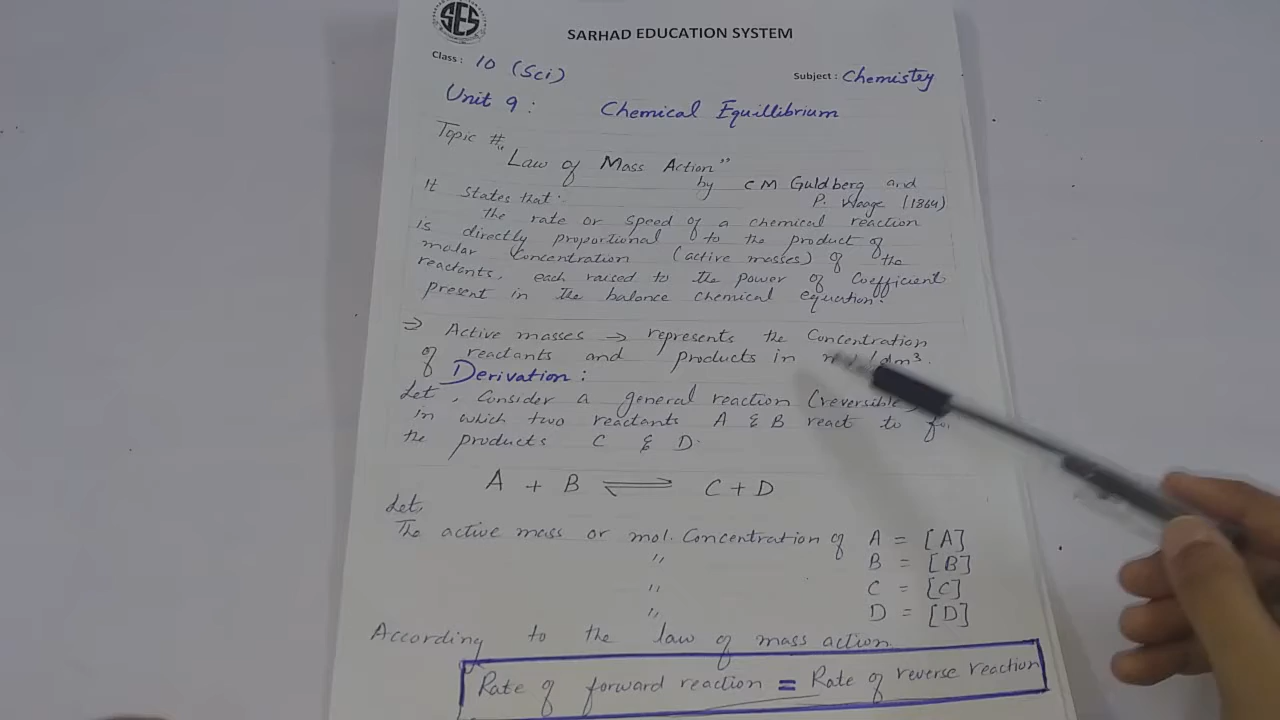 SES
SARHAD EDUCATION SYSTEM
Class : 10 (Sci)
Subject : Chemistry
Unit 9 : Chemical Equillibrium
Topic #
"Law of Mass Action"
by C M Guldberg and
P. Waage (1864)
It states that:
the rate or speed of a chemical reaction
is directly proportional to the product of
molar Concentration (active masses) of the
reactants, each raised to the power of Coefficient
present in the balance chemical equation.
⇒ Active masses → represents the Concentration
of reactants and products in /dm³.
Derivation :
Let, Consider a general reaction (reversible
in which two reactants A & B react to
the products C & D.
A + B ⇌ C + D
Let,
The active mass or mol. Concentration of A = [A]
〃 B = [B]
〃 C = [C]
〃 D = [D]
According to the law of mass action
Rate of forward reaction = Rate of reverse reaction